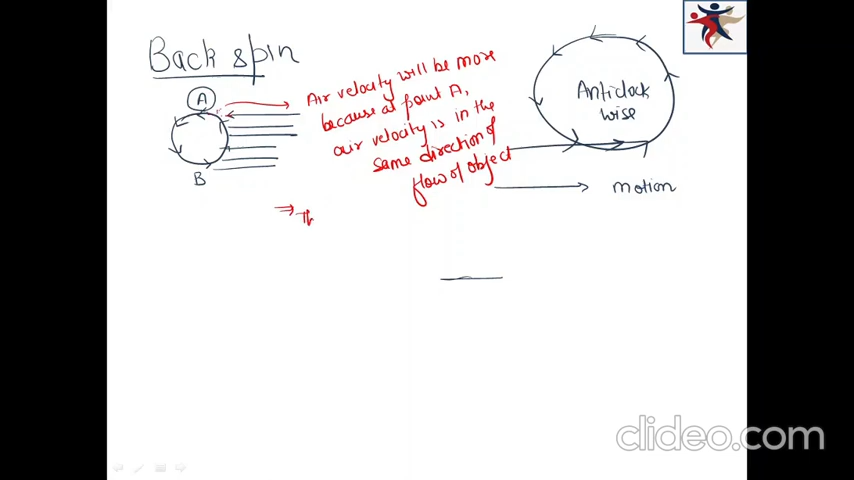 Back spin
A
B
Air velocity will be more
because at point A,
air velocity is in the
same direction of
flow of object
⇒ Th
Anticlock
wise
motion
clideo.com